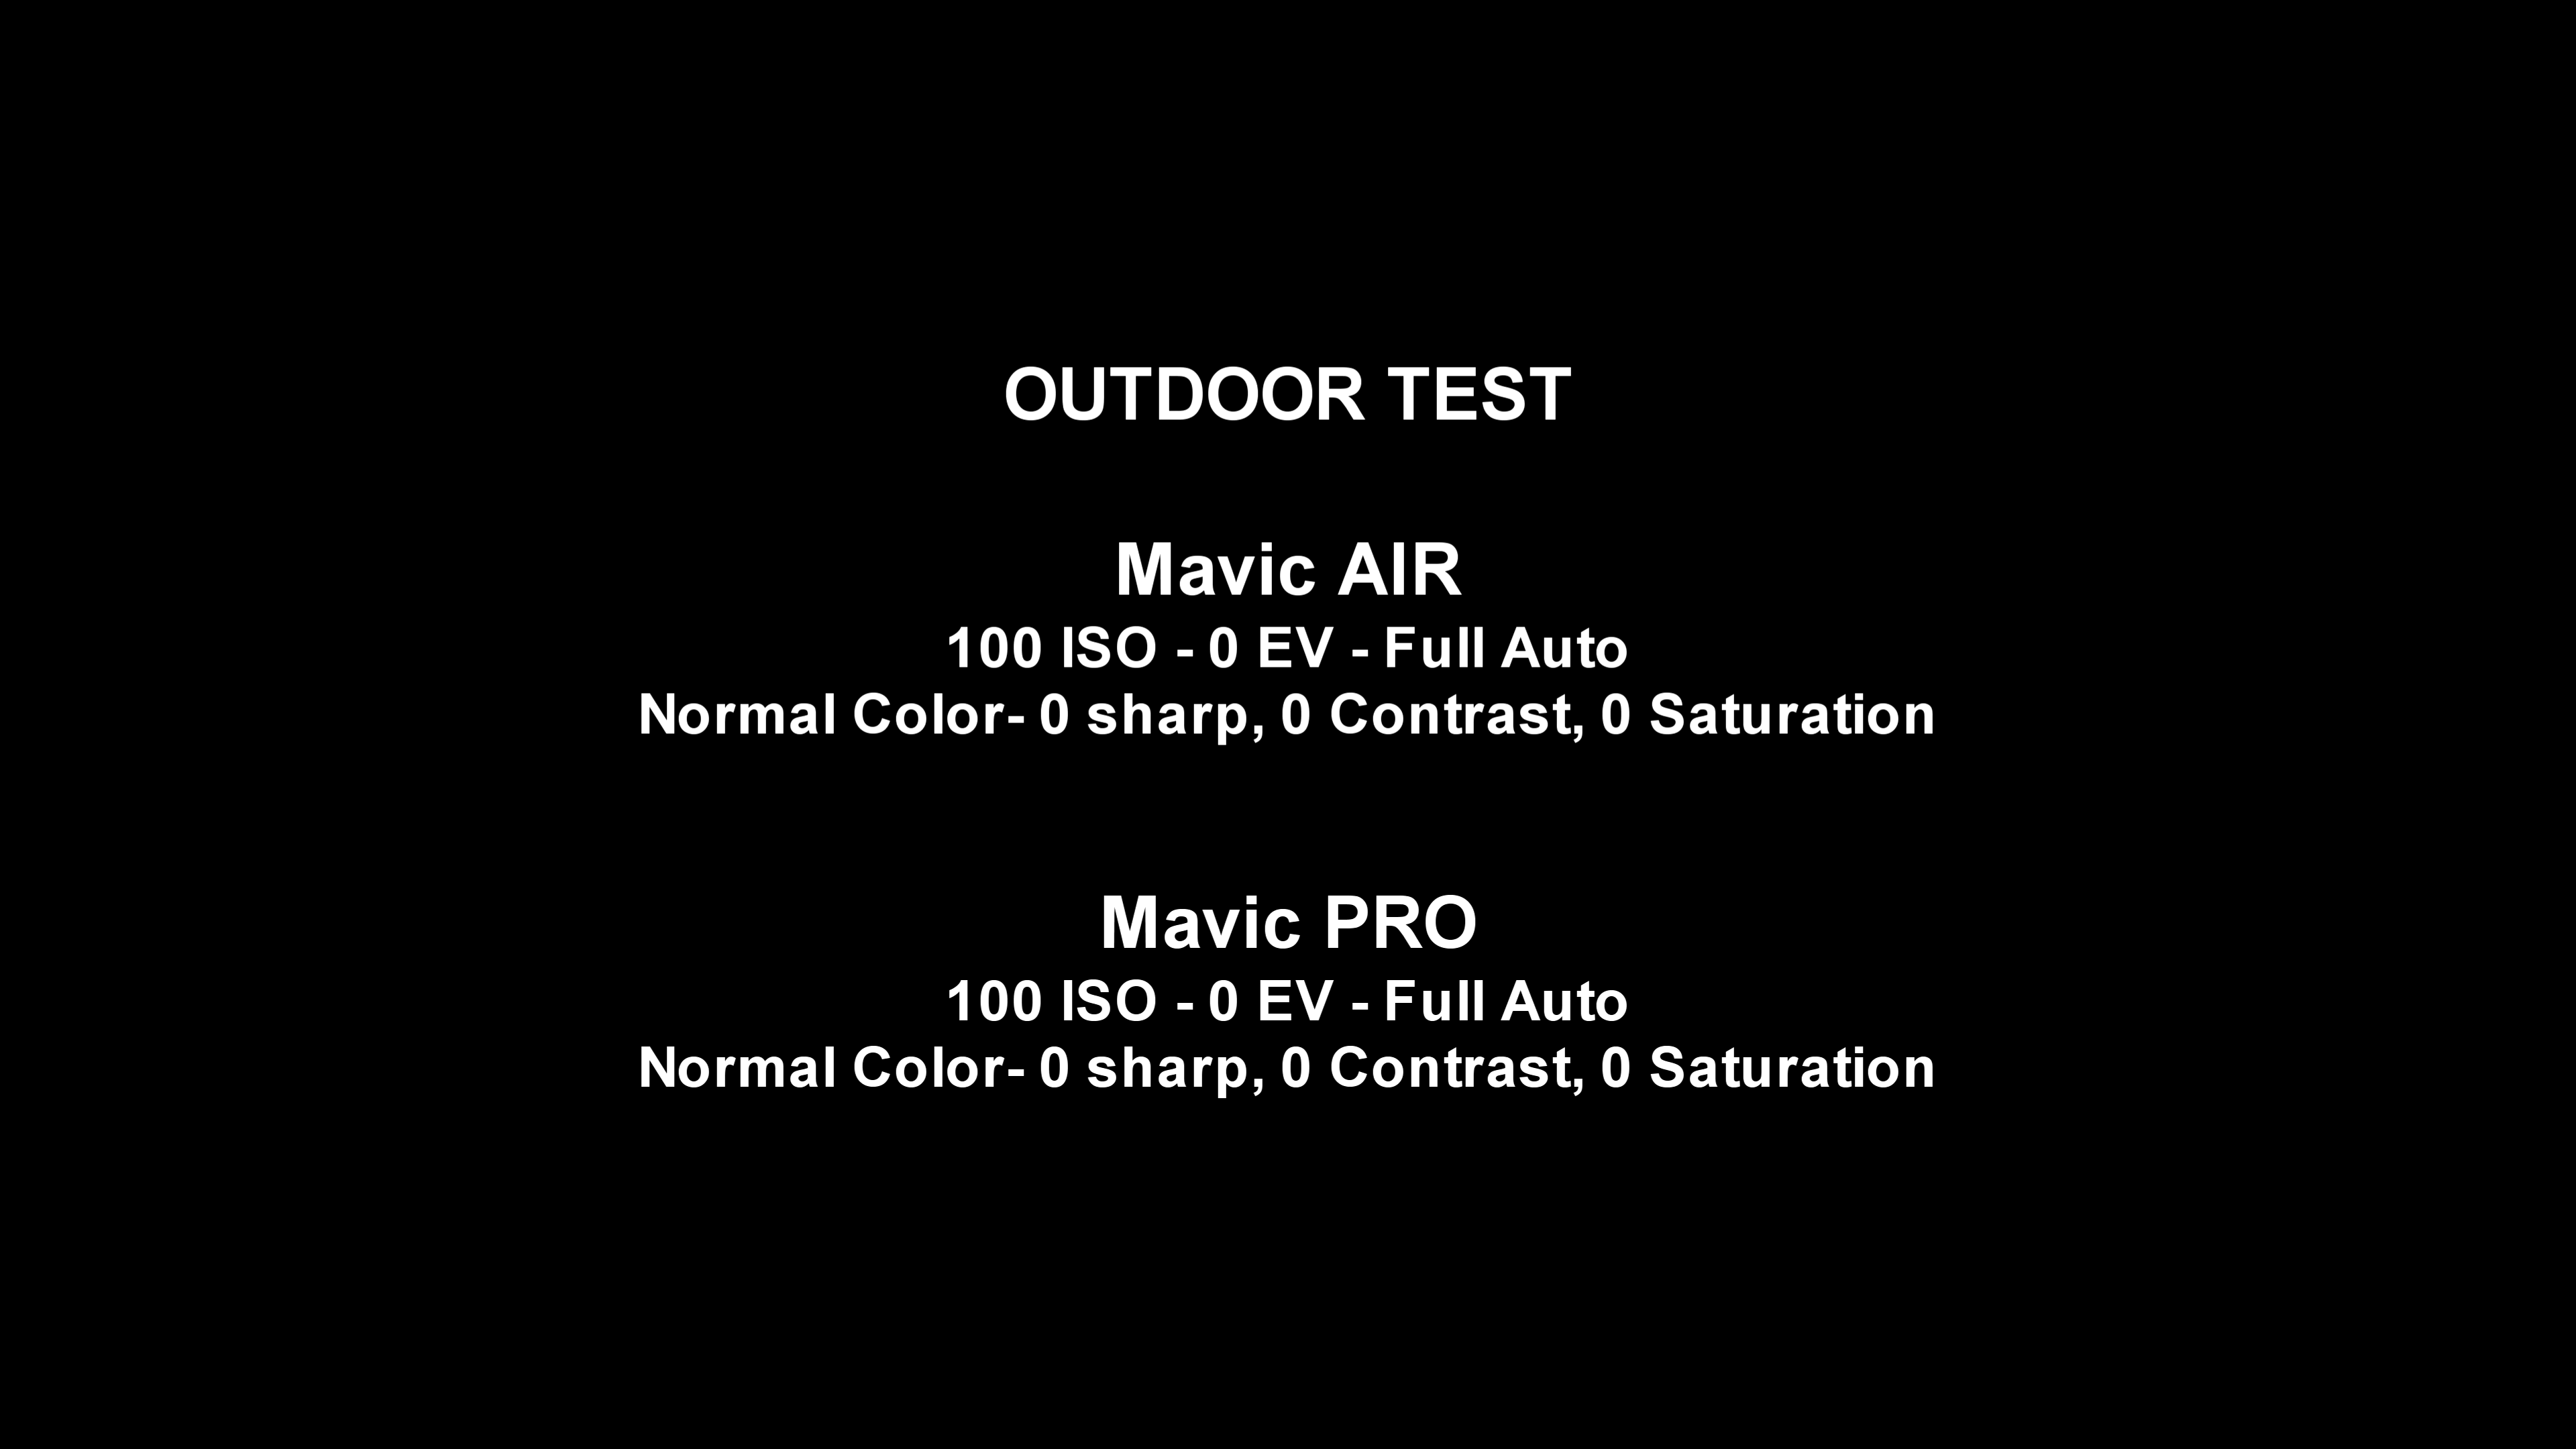 OUTDOOR TEST
Mavic AIR
100 ISO - 0 EV - Full Auto
Normal Color- 0 sharp, 0 Contrast, 0 Saturation
Mavic PRO
100 ISO - 0 EV - Full Auto
Normal Color- 0 sharp, 0 Contrast, 0 Saturation